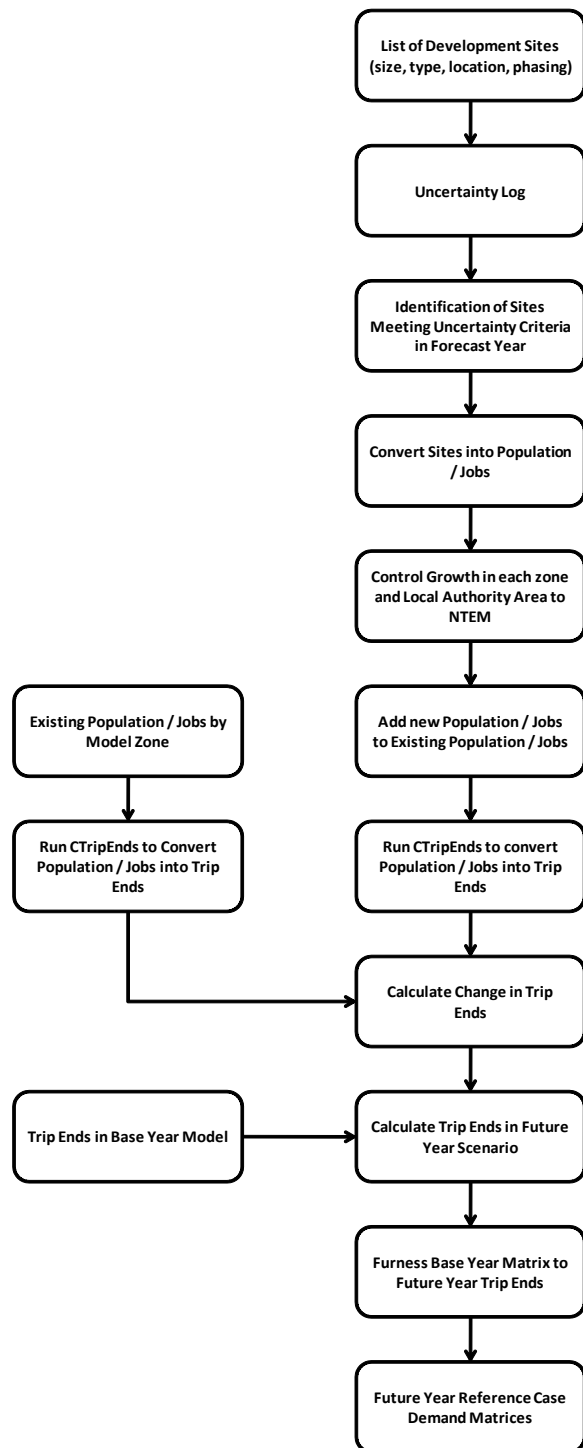 List of Development Sites
(size, type, location, phasing)
Uncertainty Log
Identification of Sites
Meeting Uncertainty Criteria
in Forecast Year
Convert Sites into Population
/ Jobs
Control Growth in each zone
and Local Authority Area to
NTEM
Existing Population / Jobs by
Model Zone
Add new Population / Jobs
to Existing Population / Jobs
Run CTripEnds to Convert
Population / Jobs into Trip
Ends
Run CTripEnds to convert
Population / Jobs into Trip
Ends
Calculate Change in Trip
Ends
Trip Ends in Base Year Model
Calculate Trip Ends in Future
Year Scenario
Furness Base Year Matrix to
Future Year Trip Ends
Future Year Reference Case
Demand Matrices